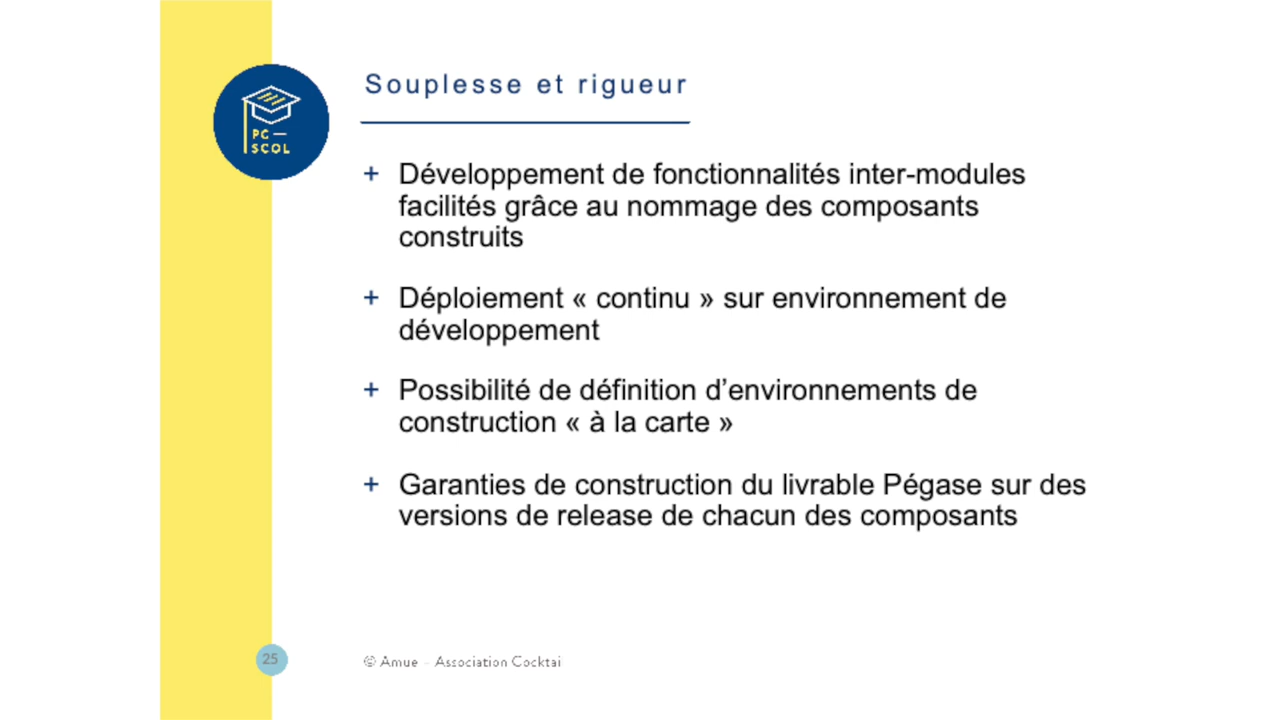 Souplesse et rigueur
PC —
SCOL
+ Développement de fonctionnalités inter-modules
facilités grâce au nommage des composants
construits
+ Déploiement « continu » sur environnement de
développement
+ Possibilité de définition d’environnements de
construction « à la carte »
+ Garanties de construction du livrable Pégase sur des
versions de release de chacun des composants
25
© Amue – Association Cocktai